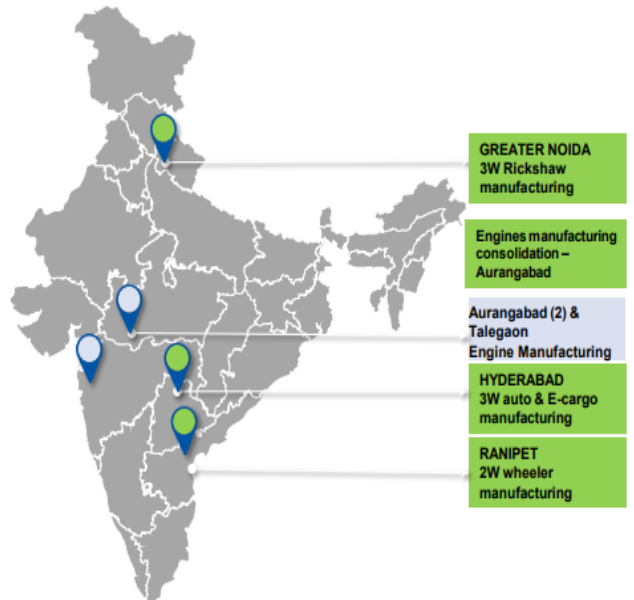 GREATER NOIDA
3W Rickshaw
manufacturing
Engines manufacturing
consolidation –
Aurangabad
Aurangabad (2) &
Talegaon
Engine Manufacturing
HYDERABAD
3W auto & E-cargo
manufacturing
RANIPET
2W wheeler
manufacturing